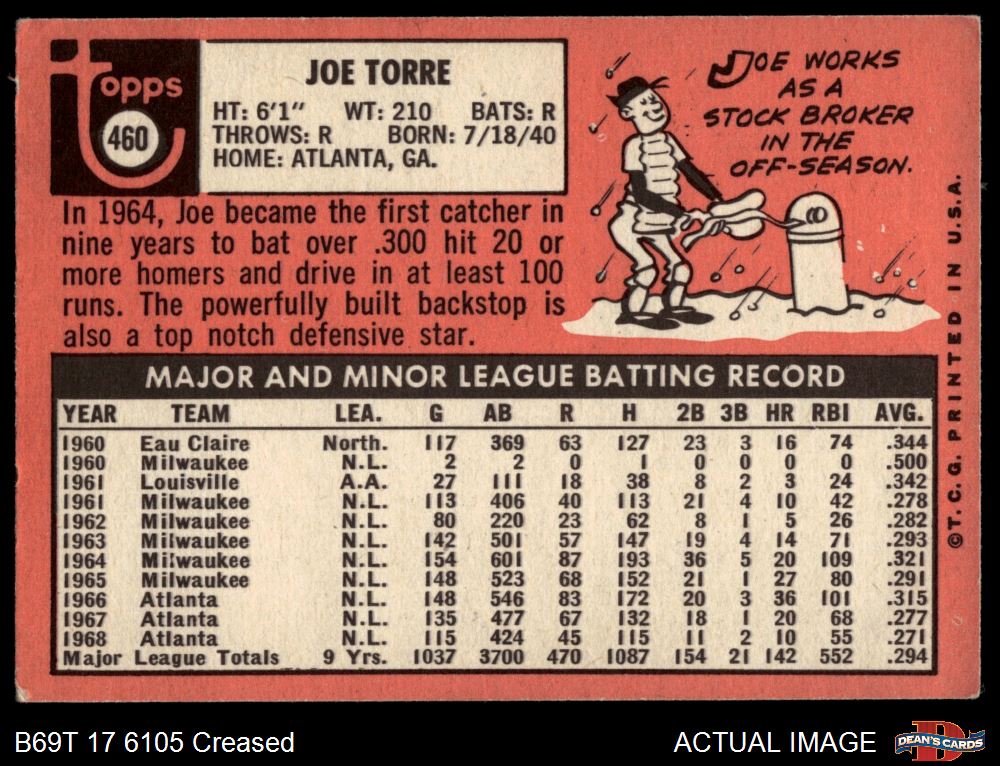 topps
460
JOE TORRE
HT: 6'1" WT: 210 BATS: R
THROWS: R BORN: 7/18/40
HOME: ATLANTA, GA.
JOE WORKS
AS A
STOCK BROKER
IN THE
OFF-SEASON.
In 1964, Joe became the first catcher in
nine years to bat over .300 hit 20 or
more homers and drive in at least 100
runs. The powerfully built backstop is
also a top notch defensive star.
MAJOR AND MINOR LEAGUE BATTING RECORD
YEAR TEAM LEA. G AB R H 2B 3B HR RBI AVG.
1960 Eau Claire North. 117 369 63 127 23 3 16 74 .344
1960 Milwaukee N.L. 2 2 0 1 0 0 0 0 .500
1961 Louisville A.A. 27 111 18 38 8 2 3 24 .342
1961 Milwaukee N.L. 113 406 40 113 21 4 10 42 .278
1962 Milwaukee N.L. 80 220 23 62 8 1 5 26 .282
1963 Milwaukee N.L. 142 501 57 147 19 4 14 71 .293
1964 Milwaukee N.L. 154 601 87 193 36 5 20 109 .321
1965 Milwaukee N.L. 148 523 68 152 21 1 27 80 .291
1966 Atlanta N.L. 148 546 83 172 20 3 36 101 .315
1967 Atlanta N.L. 135 477 67 132 18 1 20 68 .277
1968 Atlanta N.L. 115 424 45 115 11 2 10 55 .271
Major League Totals 9 Yrs. 1037 3700 470 1087 154 21 142 552 .294
©T. C. G. PRINTED IN U.S.A.
B69T 17 6105 Creased
ACTUAL IMAGE
DEAN'S CARDS